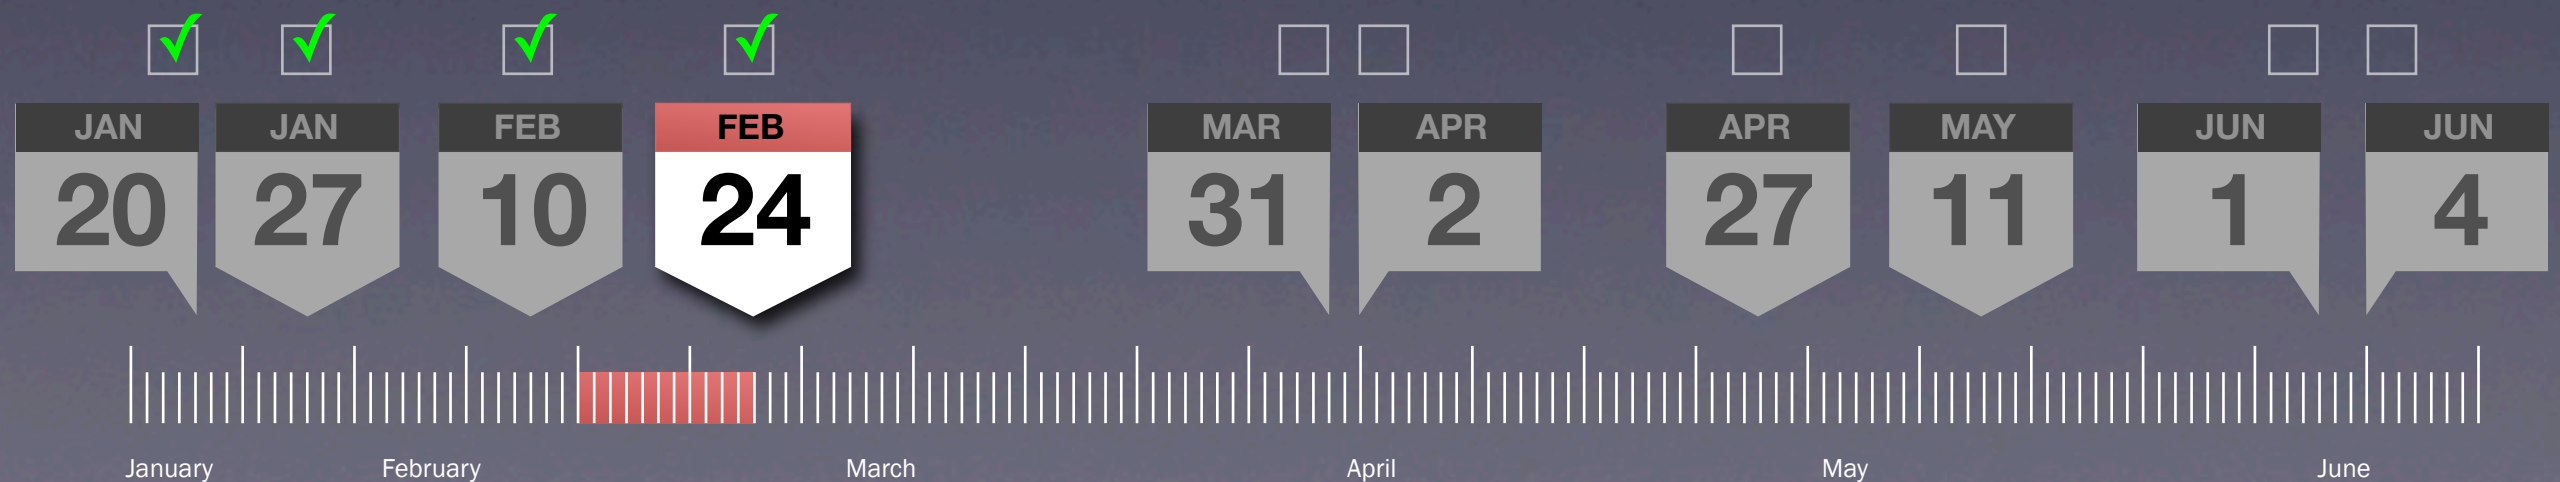 JAN JAN FEB FEB MAR APR APR MAY JUN JUN
20 27 10 24 31 2 27 11 1 4
January February March April May June